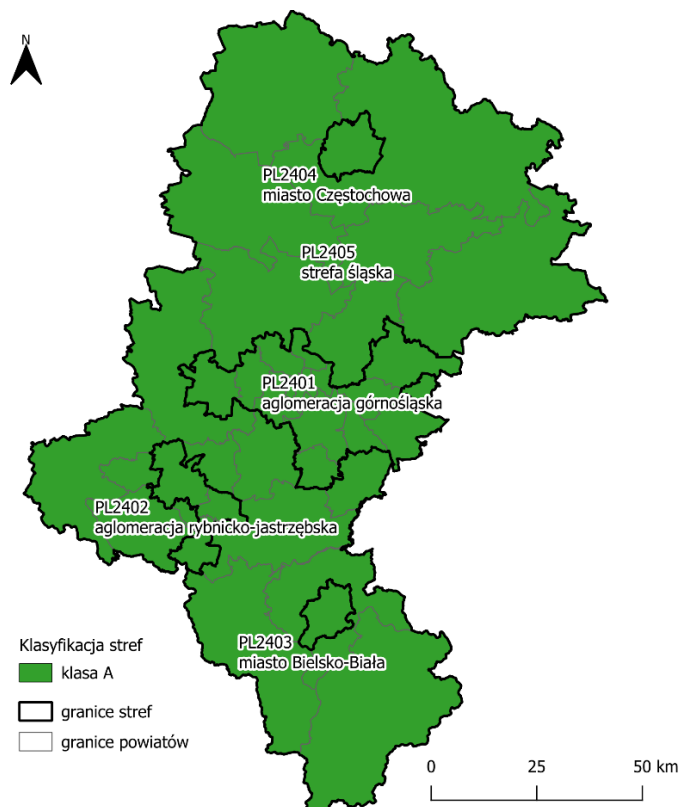 N
PL2404
miasto Częstochowa
PL2405
strefa śląska
PL2401
aglomeracja górnośląska
PL2402
aglomeracja rybnicko-jastrzębska
PL2403
miasto Bielsko-Biała
Klasyfikacja stref
klasa A
granice stref
granice powiatów
0 25 50 km